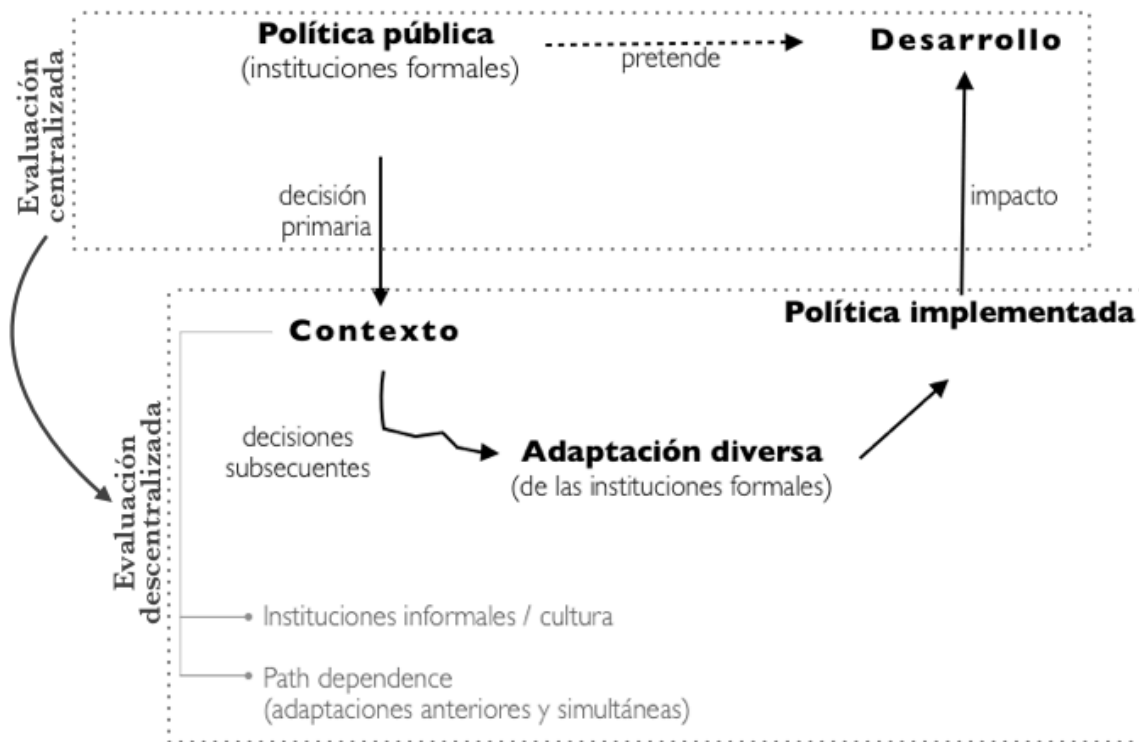 Evaluación
centralizada
Política pública
(instituciones formales)
pretende
Desarrollo
decisión
primaria
impacto
Evaluación
descentralizada
Contexto
Política implementada
decisiones
subsecuentes
Adaptación diversa
(de las instituciones formales)
Instituciones informales / cultura
Path dependence
(adaptaciones anteriores y simultáneas)